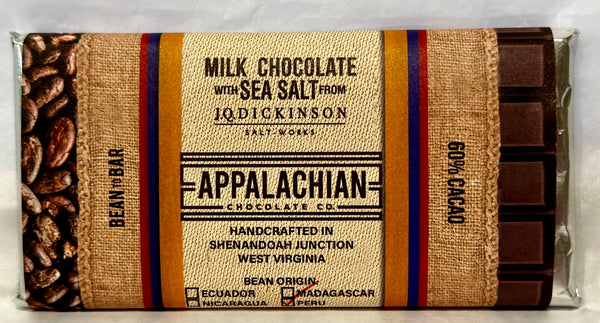 MILK CHOCOLATE
WITH SEA SALT FROM
J.Q. DICKINSON
SALT-WORKS
APPALACHIAN
CHOCOLATE CO.
HANDCRAFTED IN
SHENANDOAH JUNCTION
WEST VIRGINIA
BEAN ORIGIN
ECUADOR MADAGASCAR
NICARAGUA PERU
BEAN TO BAR
60% CACAO